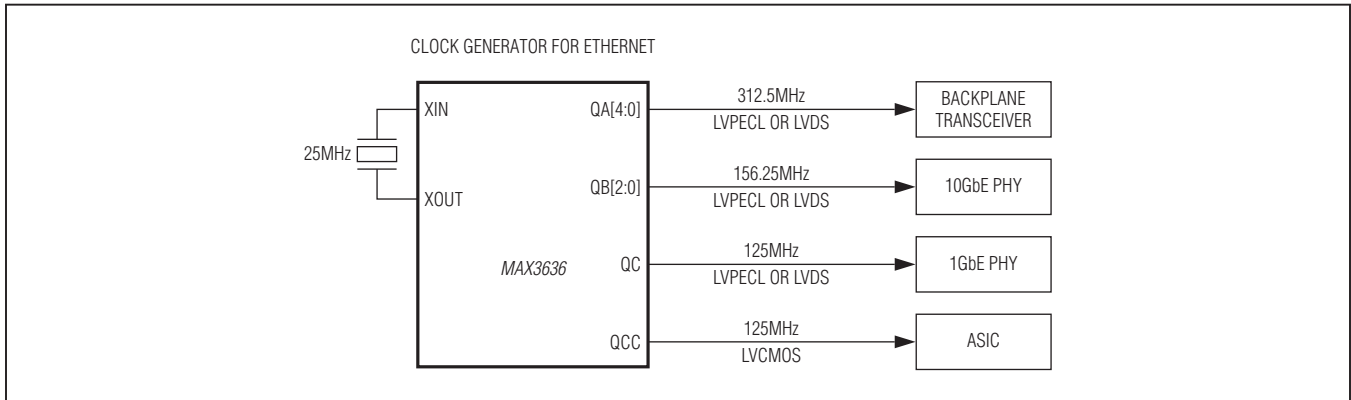 CLOCK GENERATOR FOR ETHERNET
XIN
25MHz
XOUT
MAX3636
QA[4:0]
312.5MHz
LVPECL OR LVDS
BACKPLANE
TRANSCEIVER
QB[2:0]
156.25MHz
LVPECL OR LVDS
10GbE PHY
QC
125MHz
LVPECL OR LVDS
1GbE PHY
QCC
125MHz
LVCMOS
ASIC